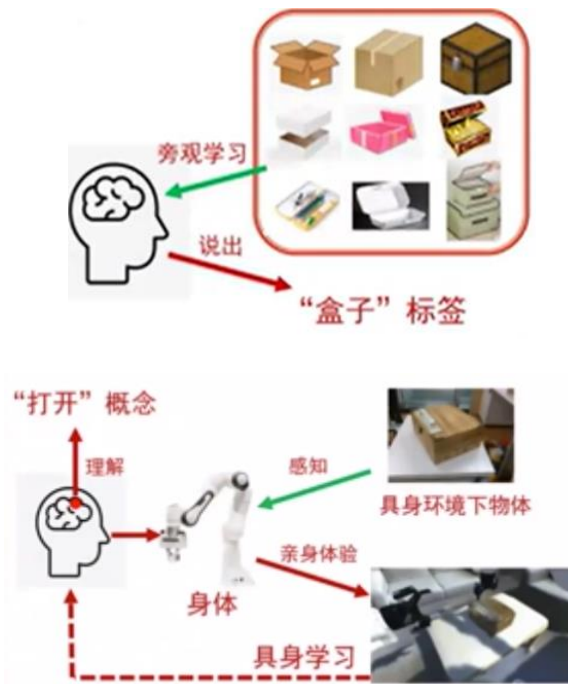 旁观学习
说出
“盒子”标签
“打开”概念
理解
感知
具身环境下物体
亲身体验
身体
具身学习